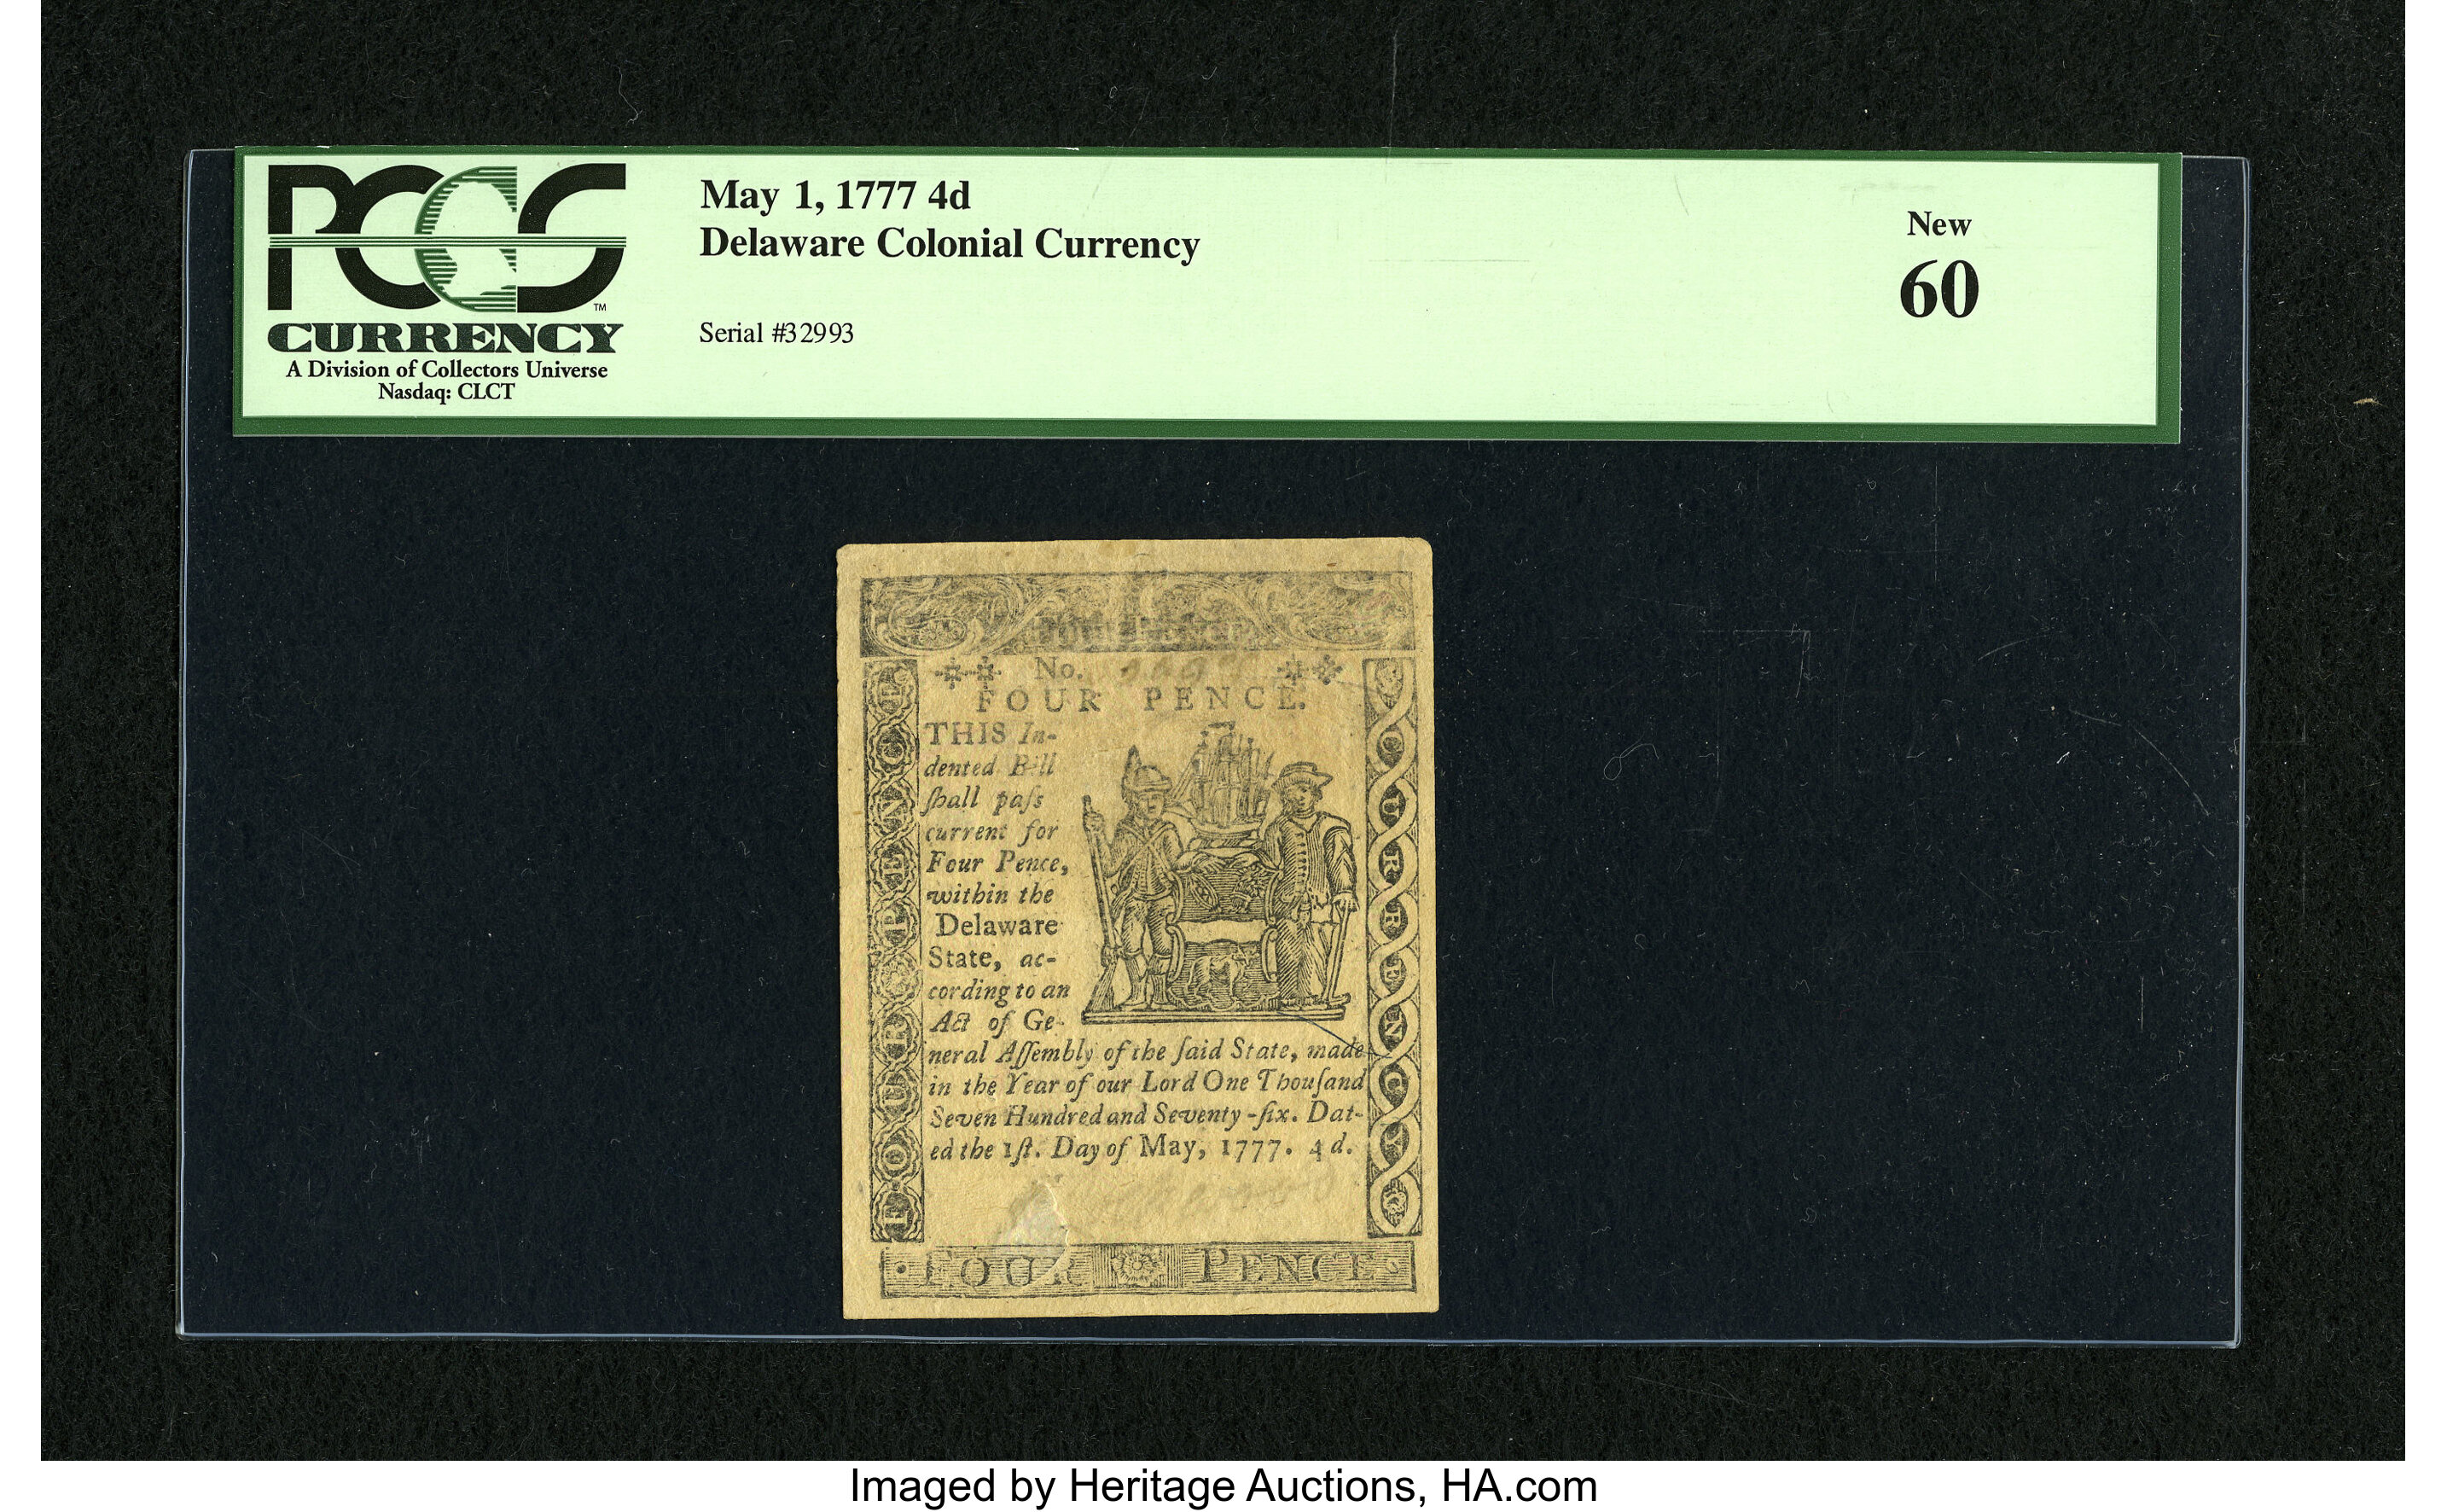 PCGS
TM
CURRENCY
A Division of Collectors Universe
Nasdaq: CLCT
May 1, 1777 4d
Delaware Colonial Currency
Serial #32993
New
60
No.
FOUR PENCE.
THIS In-
dented Bill
ſhall paſs
current for
Four Pence,
within the
Delaware
State, ac-
cording to an
Act of Ge-
neral Aſſembly of the ſaid State, made
in the Year of our Lord One Thouſand
Seven Hundred and Seventy-ſix. Dat-
ed the 1ſt. Day of May, 1777. 4d.
FOUR PENCE
FOUR PENCE
CURRENCY
Imaged by Heritage Auctions, HA.com